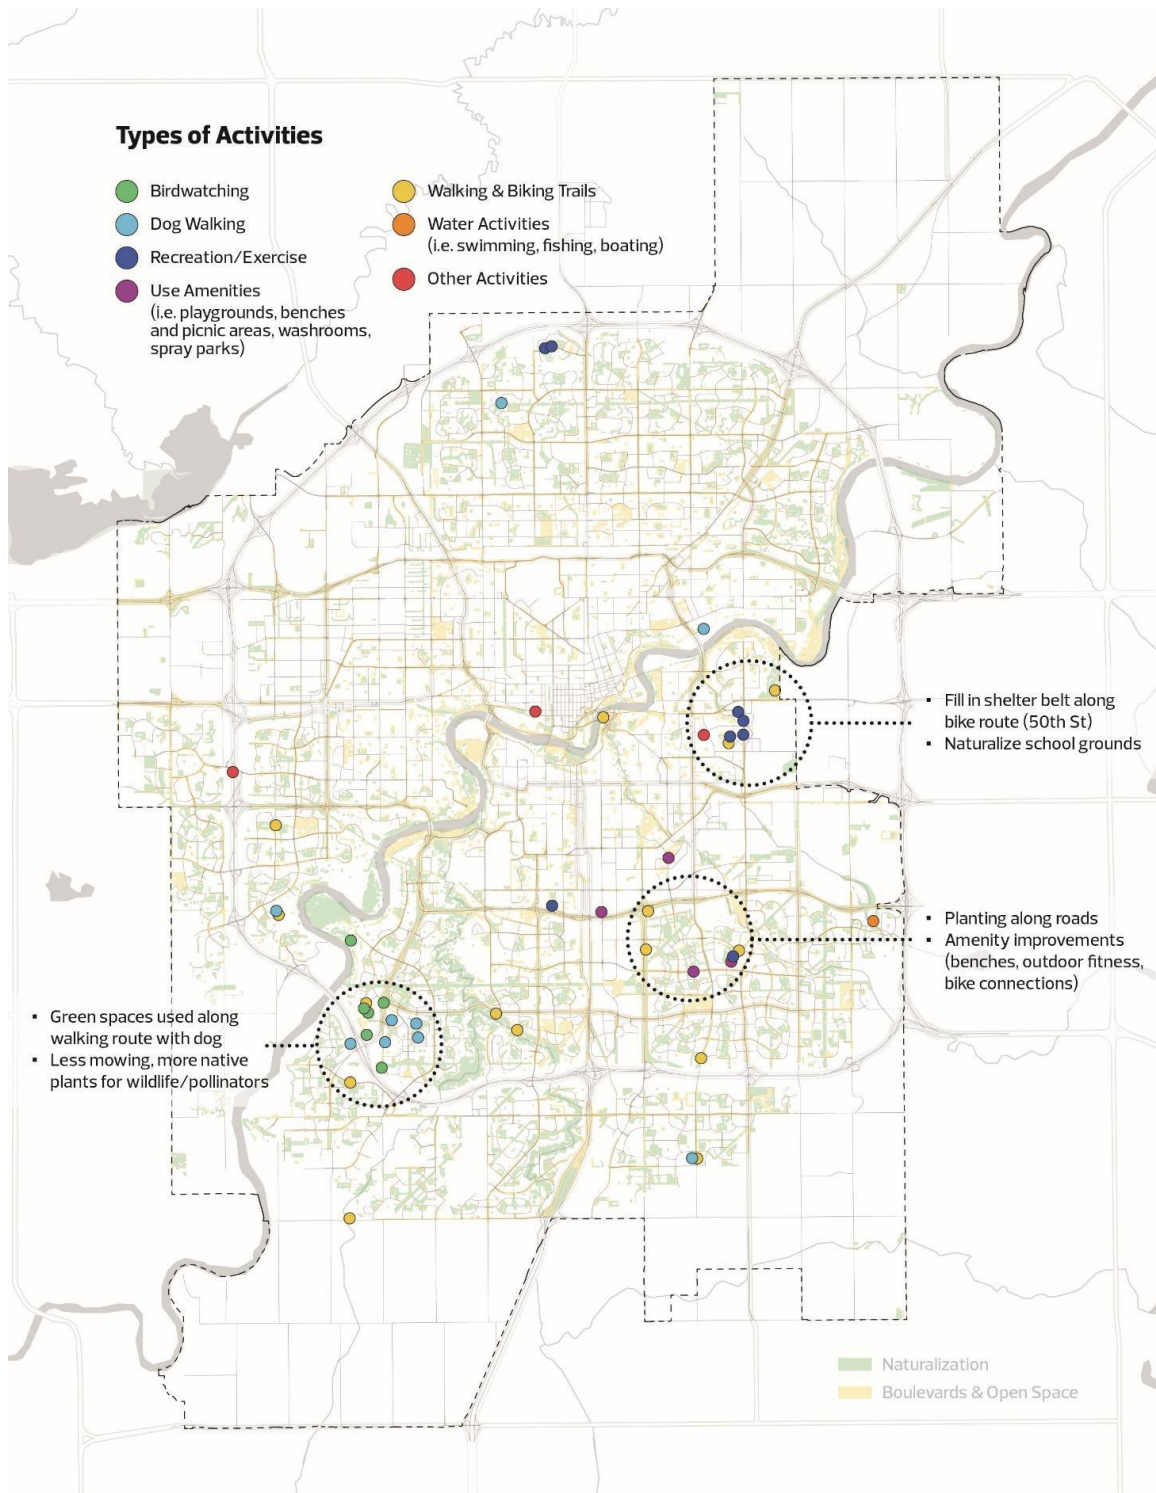 Types of Activities
Birdwatching
Dog Walking
Recreation/Exercise
Use Amenities
(i.e. playgrounds, benches
and picnic areas, washrooms,
spray parks)
Walking & Biking Trails
Water Activities
(i.e. swimming, fishing, boating)
Other Activities
▪ Fill in shelter belt along
bike route (50th St)
▪ Naturalize school grounds
▪ Planting along roads
▪ Amenity improvements
(benches, outdoor fitness,
bike connections)
▪ Green spaces used along
walking route with dog
▪ Less mowing, more native
plants for wildlife/pollinators
Naturalization
Boulevards & Open Space